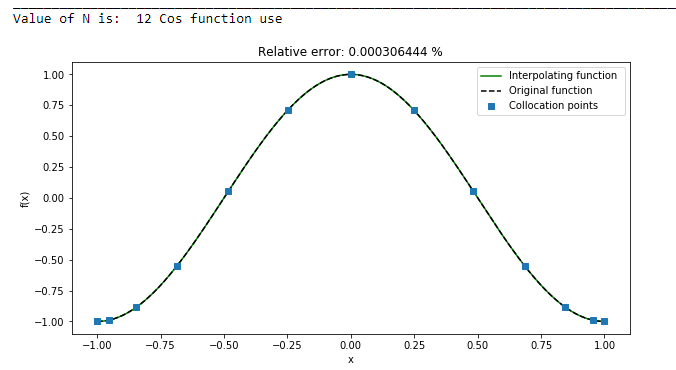 Value of N is:  12 Cos function use
Relative error: 0.000306444 %
Interpolating function
Original function
Collocation points
1.00
0.75
0.50
0.25
0.00
−0.25
−0.50
−0.75
−1.00
f(x)
−1.00 −0.75 −0.50 −0.25 0.00 0.25 0.50 0.75 1.00
x